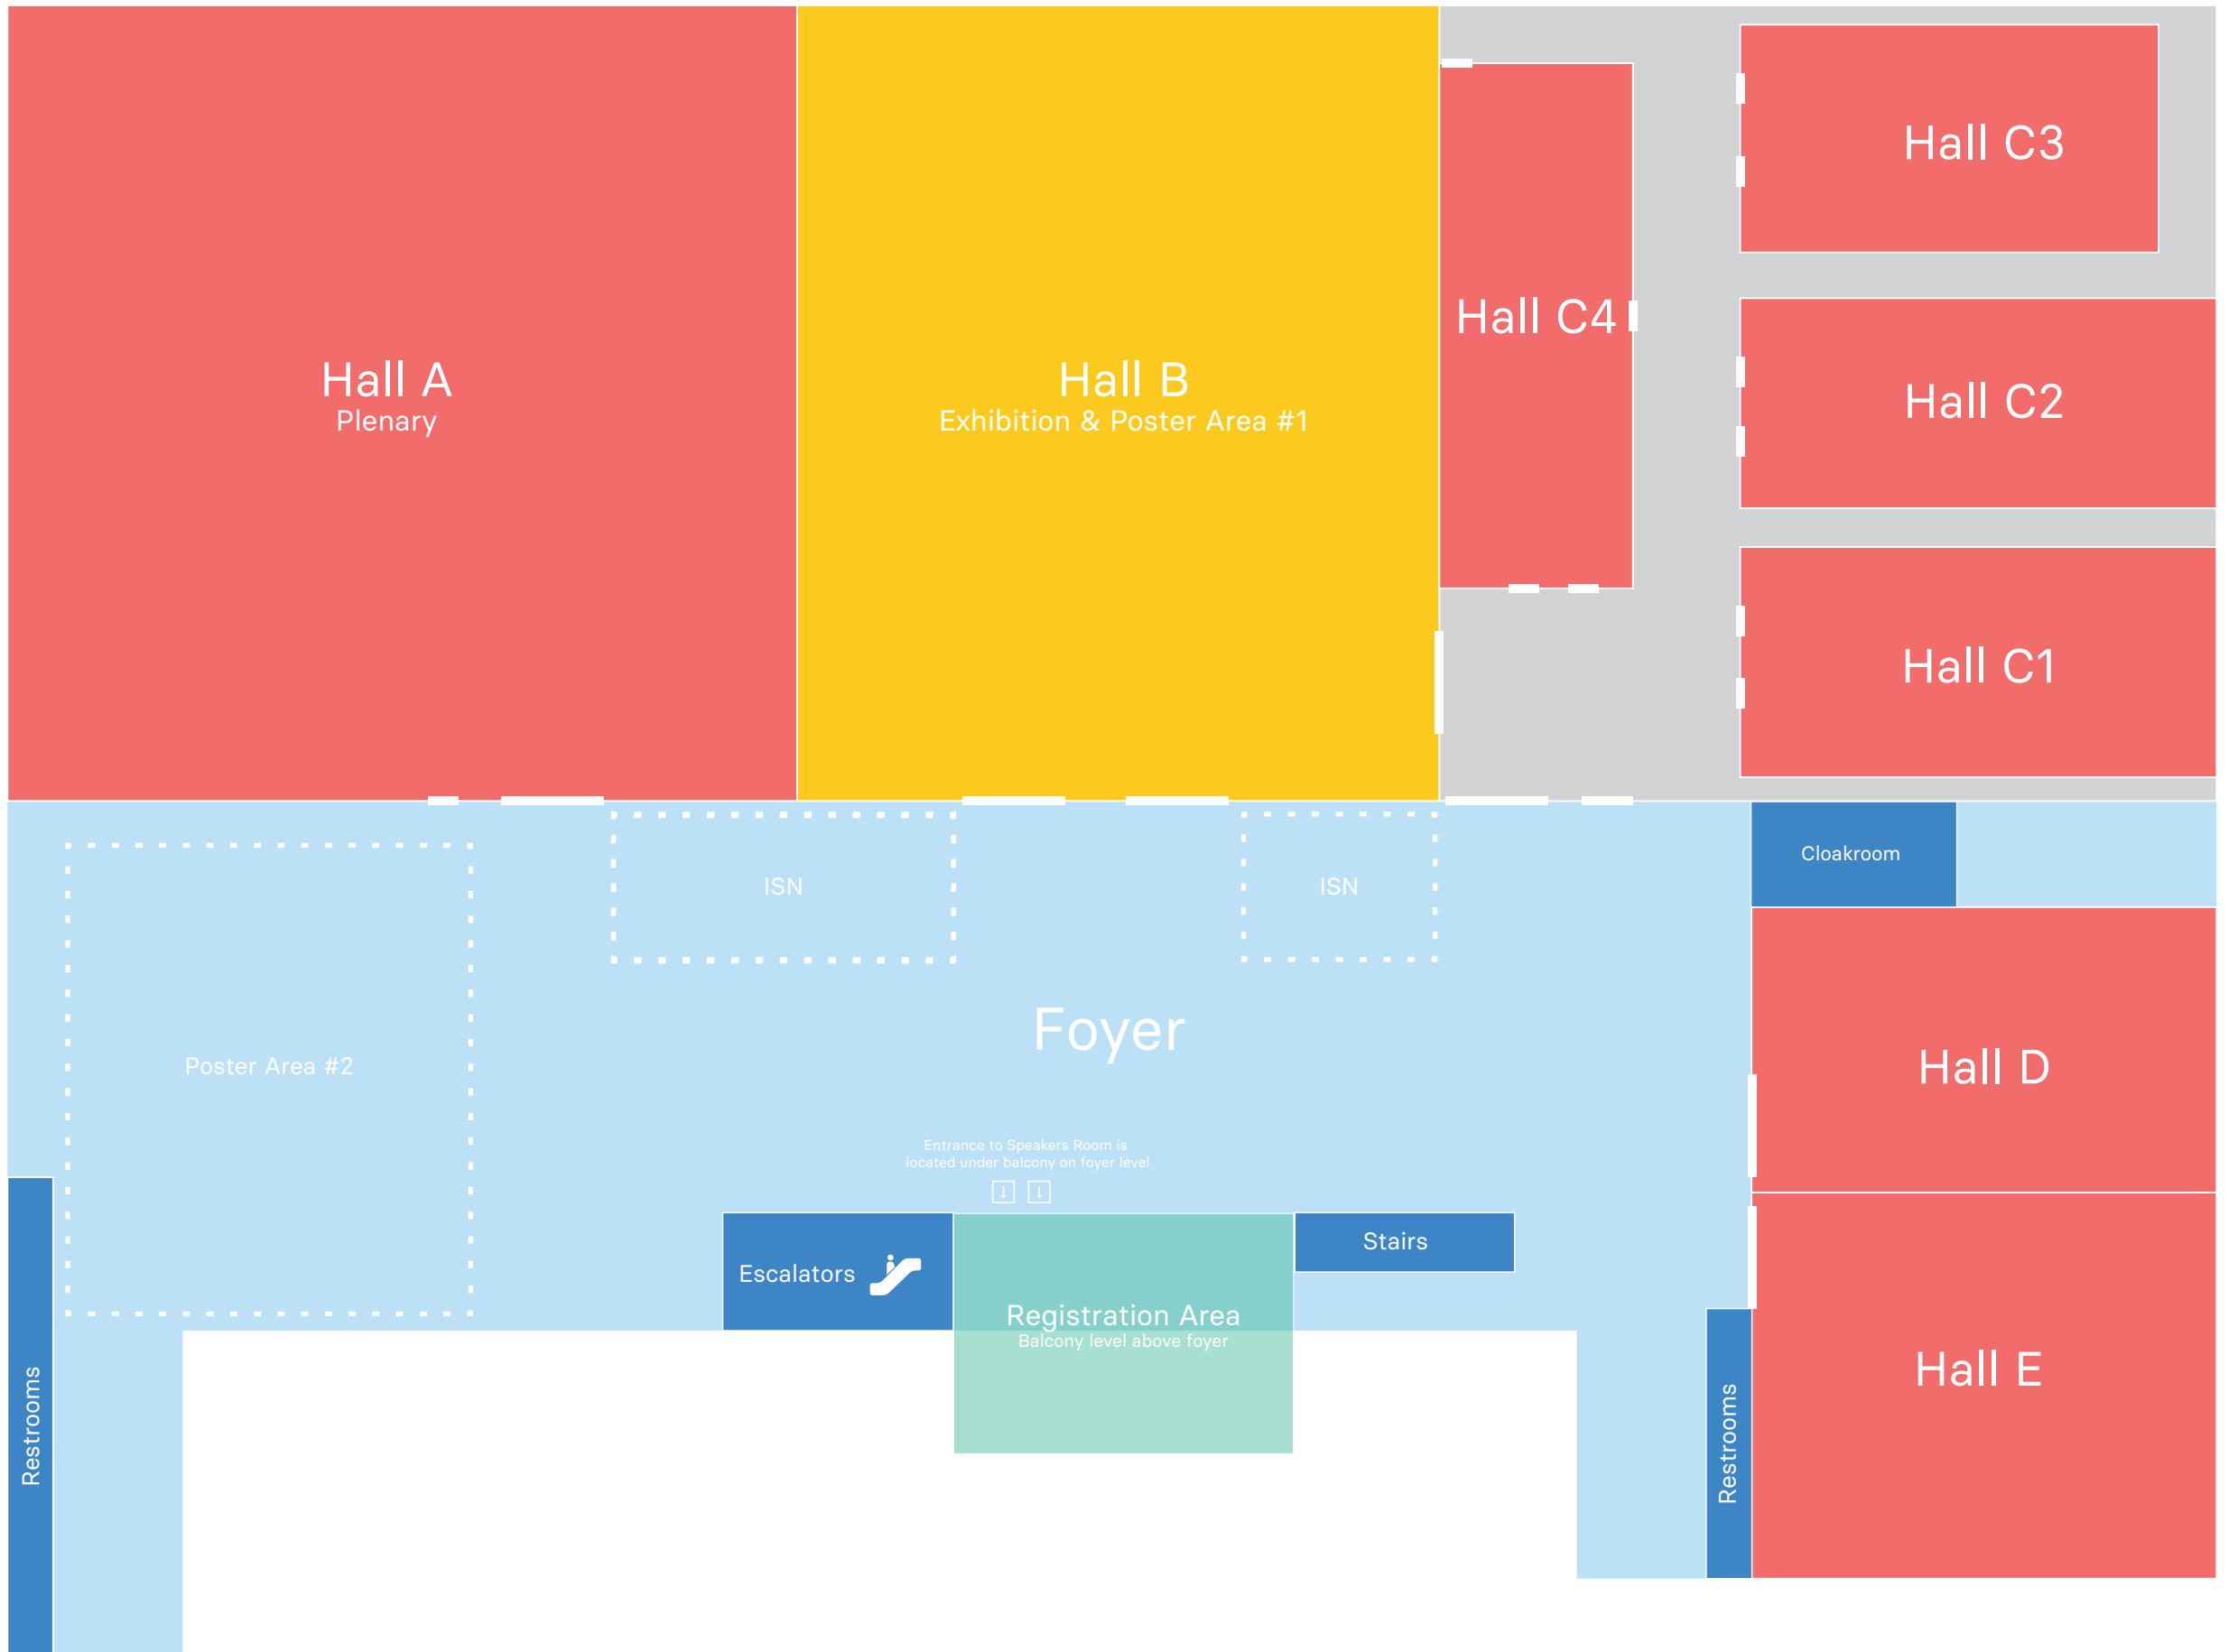 Hall A
Plenary
Hall B
Exhibition & Poster Area #1
Hall C4
Hall C3
Hall C2
Hall C1
Cloakroom
ISN
ISN
Foyer
Poster Area #2
Hall D
Entrance to Speakers Room is
located under balcony on foyer level
Escalators
Stairs
Registration Area
Balcony level above foyer
Hall E
Restrooms
Restrooms